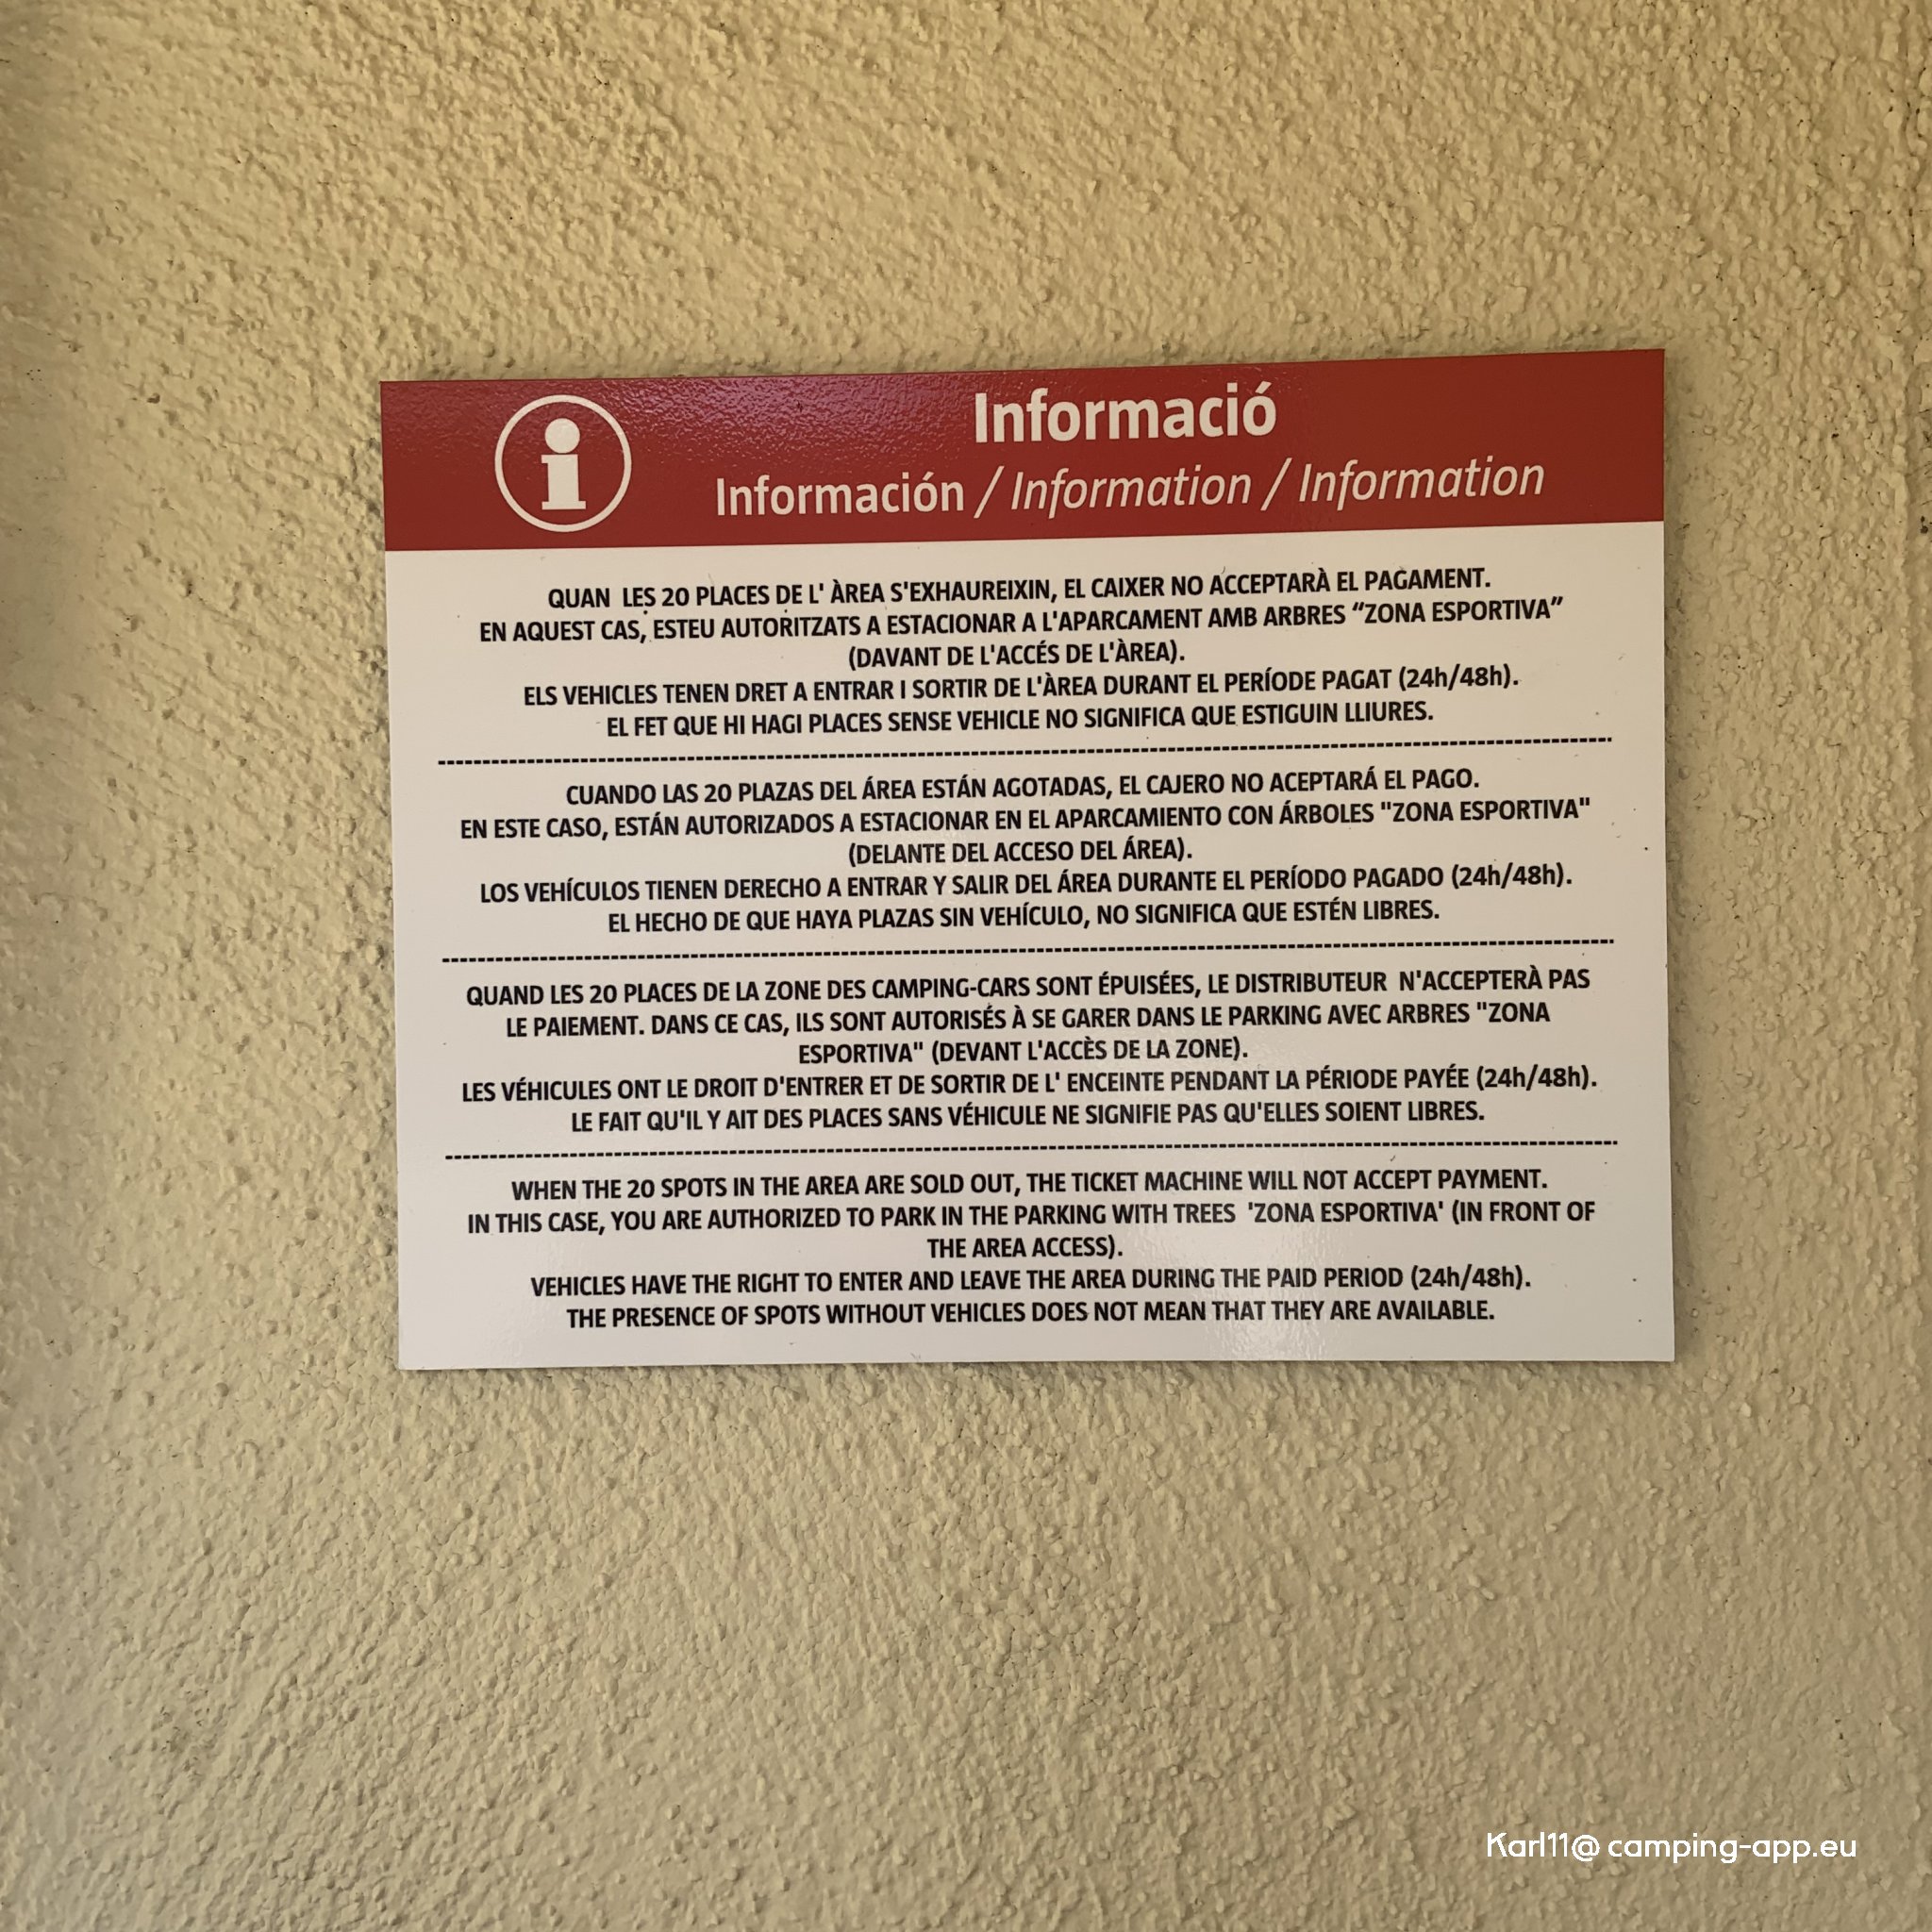 Informació
Información / Information / Information
QUAN LES 20 PLACES DE L' ÀREA S'EXHAUREIXIN, EL CAIXER NO ACCEPTARÀ EL PAGAMENT.
EN AQUEST CAS, ESTEU AUTORITZATS A ESTACIONAR A L'APARCAMENT AMB ARBRES “ZONA ESPORTIVA”
(DAVANT DE L'ACCÉS DE L'ÀREA).
ELS VEHICLES TENEN DRET A ENTRAR I SORTIR DE L'ÀREA DURANT EL PERÍODE PAGAT (24h/48h).
EL FET QUE HI HAGI PLACES SENSE VEHICLE NO SIGNIFICA QUE ESTIGUIN LLIURES.
CUANDO LAS 20 PLAZAS DEL ÁREA ESTÁN AGOTADAS, EL CAJERO NO ACEPTARÁ EL PAGO.
EN ESTE CASO, ESTÁN AUTORIZADOS A ESTACIONAR EN EL APARCAMIENTO CON ÁRBOLES "ZONA ESPORTIVA"
(DELANTE DEL ACCESO DEL ÁREA).
LOS VEHÍCULOS TIENEN DERECHO A ENTRAR Y SALIR DEL ÁREA DURANTE EL PERÍODO PAGADO (24h/48h).
EL HECHO DE QUE HAYA PLAZAS SIN VEHÍCULO, NO SIGNIFICA QUE ESTÉN LIBRES.
QUAND LES 20 PLACES DE LA ZONE DES CAMPING-CARS SONT ÉPUISÉES, LE DISTRIBUTEUR N'ACCEPTERÀ PAS
LE PAIEMENT. DANS CE CAS, ILS SONT AUTORISÉS À SE GARER DANS LE PARKING AVEC ARBRES "ZONA
ESPORTIVA" (DEVANT L'ACCÈS DE LA ZONE).
LES VÉHICULES ONT LE DROIT D'ENTRER ET DE SORTIR DE L' ENCEINTE PENDANT LA PÉRIODE PAYÉE (24h/48h).
LE FAIT QU'IL Y AIT DES PLACES SANS VÉHICULE NE SIGNIFIE PAS QU'ELLES SOIENT LIBRES.
WHEN THE 20 SPOTS IN THE AREA ARE SOLD OUT, THE TICKET MACHINE WILL NOT ACCEPT PAYMENT.
IN THIS CASE, YOU ARE AUTHORIZED TO PARK IN THE PARKING WITH TREES 'ZONA ESPORTIVA' (IN FRONT OF
THE AREA ACCESS).
VEHICLES HAVE THE RIGHT TO ENTER AND LEAVE THE AREA DURING THE PAID PERIOD (24h/48h).
THE PRESENCE OF SPOTS WITHOUT VEHICLES DOES NOT MEAN THAT THEY ARE AVAILABLE.
Karl11@ camping-app.eu